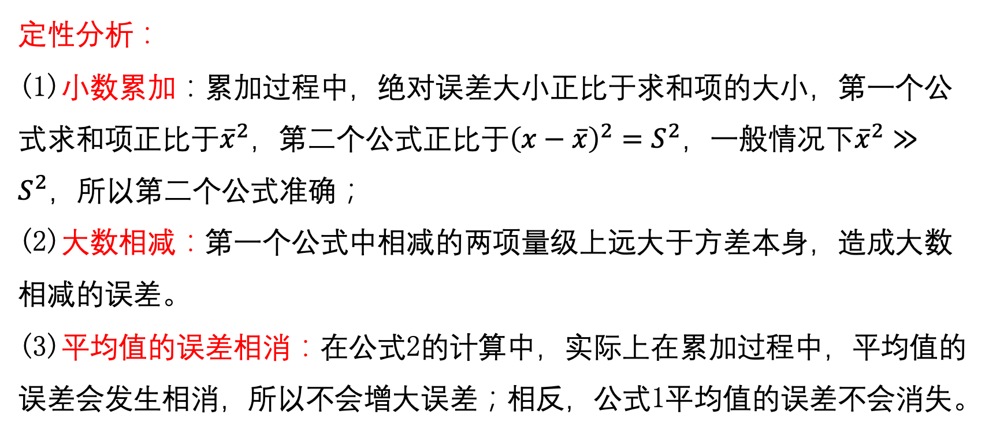 定性分析：
(1)小数累加：累加过程中，绝对误差大小正比于求和项的大小，第一个公
式求和项正比于x̄²，第二个公式正比于(x − x̄)² = S²，一般情况下x̄² ≫
S²，所以第二个公式准确；
(2)大数相减：第一个公式中相减的两项量级上远大于方差本身，造成大数
相减的误差。
(3)平均值的误差相消：在公式2的计算中，实际上在累加过程中，平均值的
误差会发生相消，所以不会增大误差；相反，公式1平均值的误差不会消失。